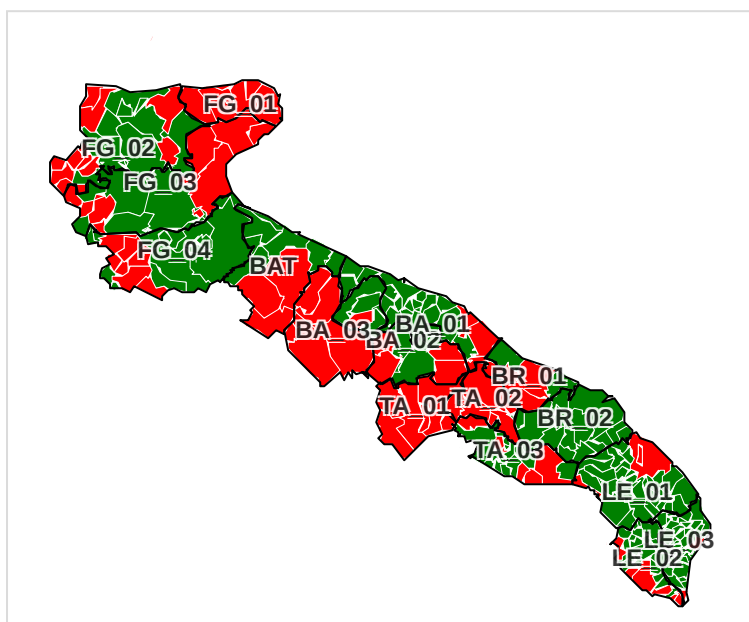 FG_01
FG_02
FG_03
FG_04
BAT
BA_01
BA_03
BA_02
BR_01
TA_02
TA_01
BR_02
TA_03
LE_01
LE_03
LE_02